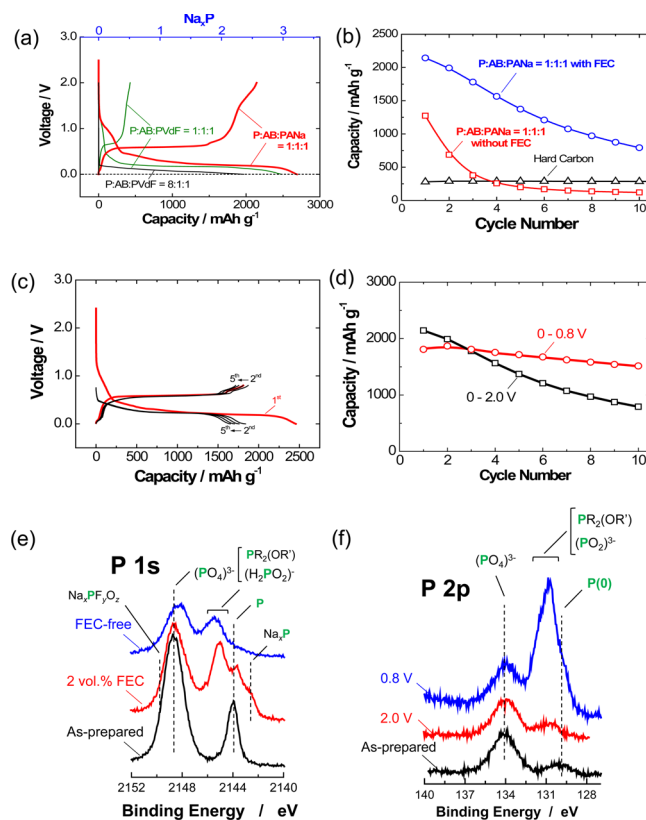 (a)
NaxP
0 1 2 3
Voltage / V
3.0
2.0
1.0
0.0
P:AB:PVdF = 1:1:1
P:AB:PANa
= 1:1:1
P:AB:PVdF = 8:1:1
0 1000 2000 3000
Capacity / mAh g-1
(b)
Capacity / mAh g-1
2500
2000
1500
1000
500
0
P:AB:PANa = 1:1:1 with FEC
P:AB:PANa = 1:1:1
without FEC
Hard Carbon
2 4 6 8 10
Cycle Number
(c)
Voltage / V
3.0
2.0
1.0
0.0
5th ← 2nd
1st
5th ← 2nd
0 500 1000 1500 2000 2500
Capacity / mAh g-1
(d)
Capacity / mAh g-1
3000
2000
1000
0
0 - 0.8 V
0 - 2.0 V
0 2 4 6 8 10
Cycle Number
(e)
P 1s
(PO4)3-
PR2(OR')
(H2PO2)-
P
NaxPFyOz
NaxP
FEC-free
2 vol.% FEC
As-prepared
2152 2148 2144 2140
Binding Energy / eV
(f)
P 2p
(PO4)3-
PR2(OR')
(PO2)3-
P(0)
0.8 V
2.0 V
As-prepared
140 137 134 131 128
Binding Energy / eV